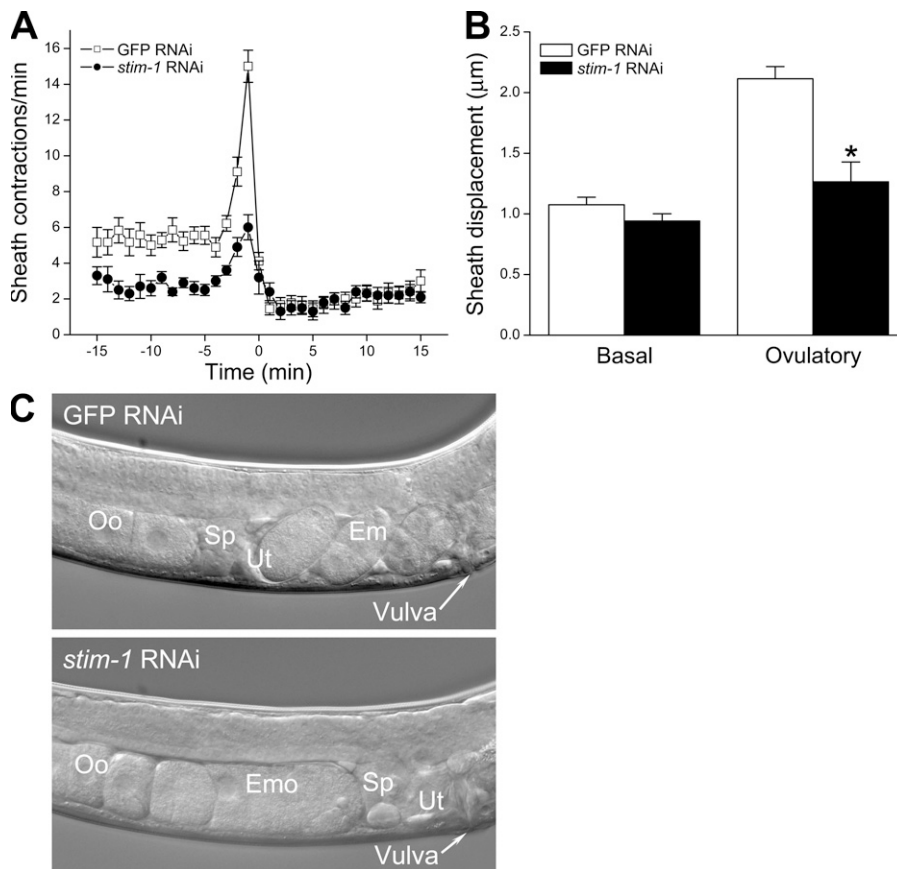 A
GFP RNAi
stim-1 RNAi
Sheath contractions/min
16
14
12
10
8
6
4
2
0
-15 -10 -5 0 5 10 15
Time (min)
B
GFP RNAi
stim-1 RNAi
Sheath displacement (μm)
2.5
2.0
1.5
1.0
0.5
0.0
*
Basal Ovulatory
C
GFP RNAi
Oo Sp Ut Em
Vulva
stim-1 RNAi
Oo Emo Sp Ut
Vulva